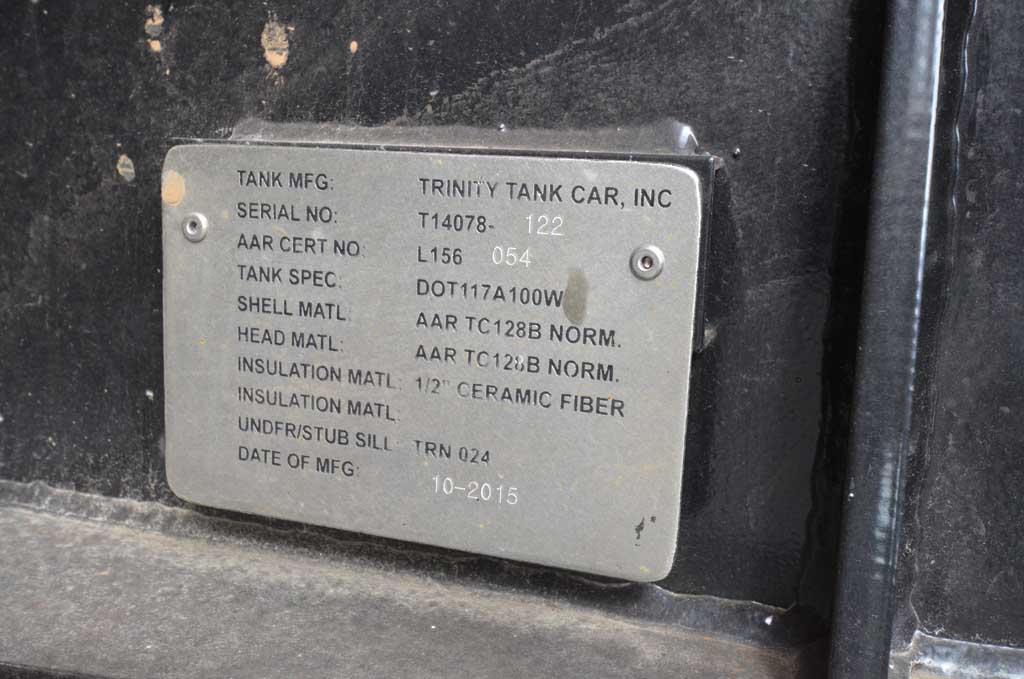 TANK MFG: TRINITY TANK CAR, INC
SERIAL NO: T14078- 122
AAR CERT NO: L156 054
TANK SPEC: DOT117A100W
SHELL MATL: AAR TC128B NORM.
HEAD MATL: AAR TC128B NORM.
INSULATION MATL: 1/2" CERAMIC FIBER
INSULATION MATL:
UNDFR/STUB SILL: TRN 024
DATE OF MFG: 10-2015